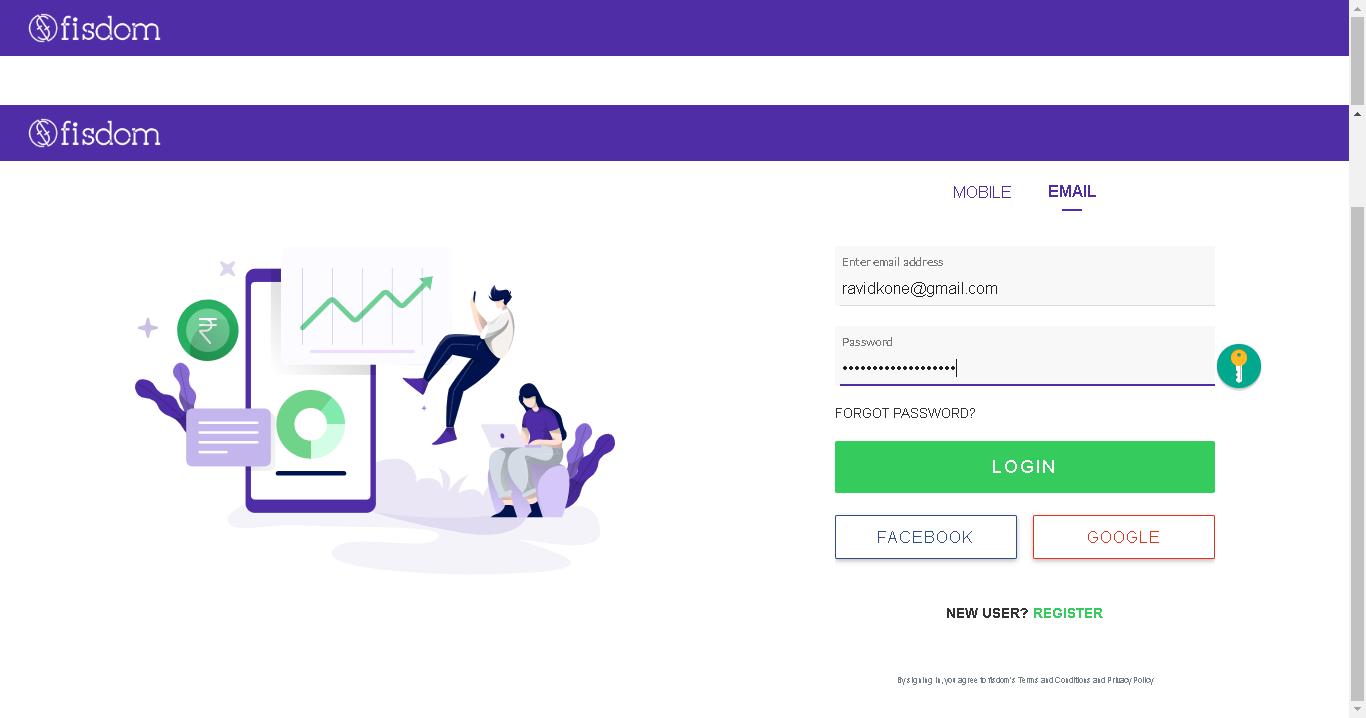 fisdom
fisdom
MOBILE EMAIL
Enter email address
ravidkone@gmail.com
Password
•••••••••••••••••••
FORGOT PASSWORD?
LOGIN
FACEBOOK GOOGLE
NEW USER? REGISTER
By signing in, you agree to fisdom's Terms and Conditions and Privacy Policy